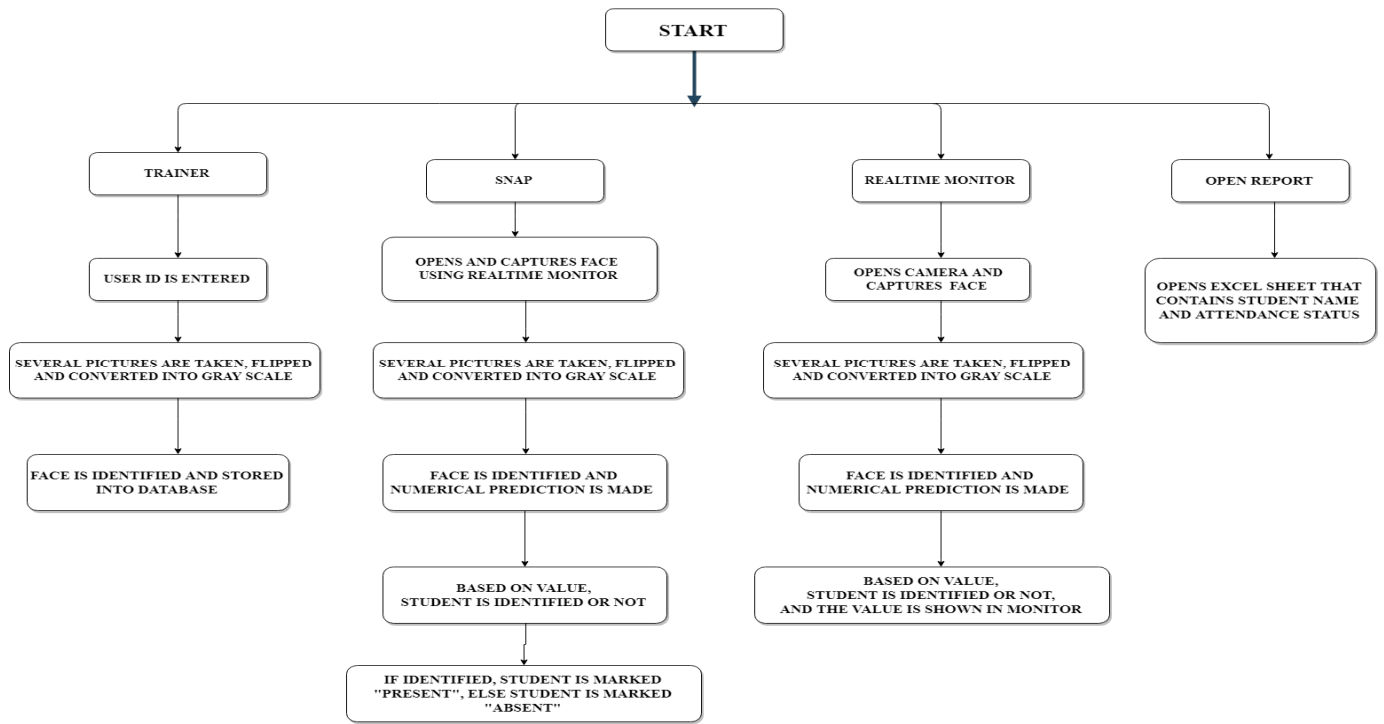 START
TRAINER
USER ID IS ENTERED
SEVERAL PICTURES ARE TAKEN, FLIPPED
AND CONVERTED INTO GRAY SCALE
FACE IS IDENTIFIED AND STORED
INTO DATABASE
SNAP
OPENS AND CAPTURES FACE
USING REALTIME MONITOR
SEVERAL PICTURES ARE TAKEN, FLIPPED
AND CONVERTED INTO GRAY SCALE
FACE IS IDENTIFIED AND
NUMERICAL PREDICTION IS MADE
BASED ON VALUE,
STUDENT IS IDENTIFIED OR NOT
IF IDENTIFIED, STUDENT IS MARKED
"PRESENT", ELSE STUDENT IS MARKED
"ABSENT"
REALTIME MONITOR
OPENS CAMERA AND
CAPTURES FACE
SEVERAL PICTURES ARE TAKEN, FLIPPED
AND CONVERTED INTO GRAY SCALE
FACE IS IDENTIFIED AND
NUMERICAL PREDICTION IS MADE
BASED ON VALUE,
STUDENT IS IDENTIFIED OR NOT,
AND THE VALUE IS SHOWN IN MONITOR
OPEN REPORT
OPENS EXCEL SHEET THAT
CONTAINS STUDENT NAME
AND ATTENDANCE STATUS